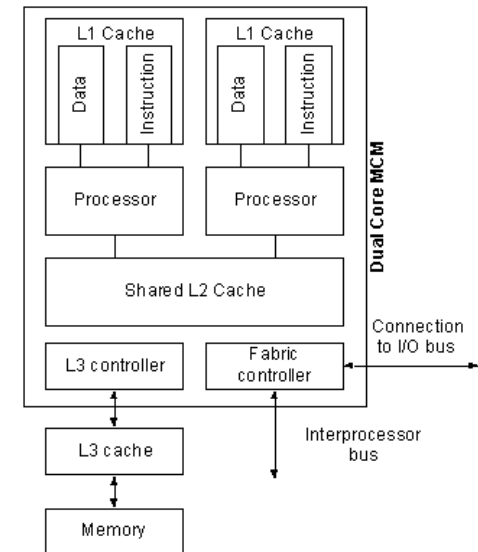 L1 Cache
Data
Instruction
L1 Cache
Data
Instruction
Processor
Processor
Dual Core MCM
Shared L2 Cache
L3 controller
Fabric
controller
Connection
to I/O bus
L3 cache
Interprocessor
bus
Memory